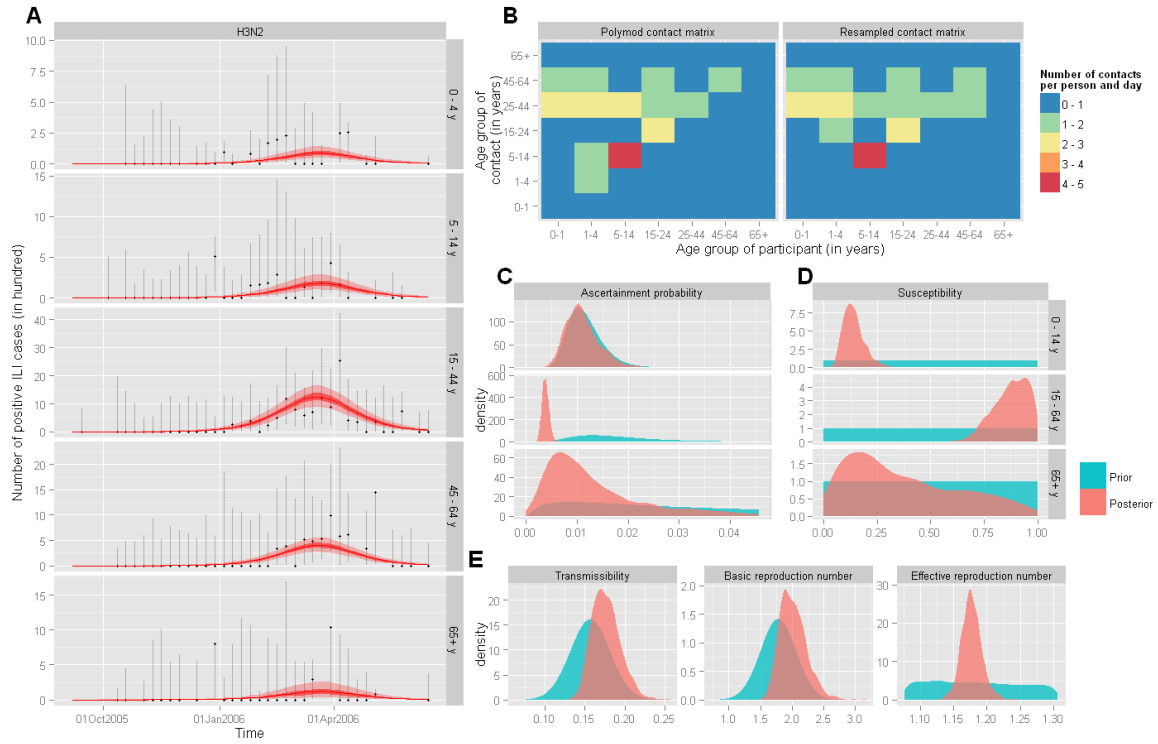 A
H3N2
Number of positive ILI cases (in hundred)
10.0
7.5
5.0
2.5
0.0
0 - 4 y
15
10
5
0
5 - 14 y
40
30
20
10
0
15 - 44 y
20
15
10
5
0
45 - 64 y
15
10
5
0
65+ y
01Oct2005
01Jan2006
01Apr2006
Time
B
Polymod contact matrix
Resampled contact matrix
Age group of
contact (in years)
65+
45-64
25-44
15-24
5-14
1-4
0-1
0-1
1-4
5-14
15-24
25-44
45-64
65+
0-1
1-4
5-14
15-24
25-44
45-64
65+
Age group of participant (in years)
Number of contacts
per person and day
0 - 1
1 - 2
2 - 3
3 - 4
4 - 5
C
Ascertainment probability
density
100
50
0
600
400
200
0
60
40
20
0
0.00
0.01
0.02
0.03
0.04
D
Susceptibility
7.5
5.0
2.5
0.0
0 - 14 y
4
3
2
1
0
15 - 64 y
1.5
1.0
0.5
0.0
65+ y
0.00
0.25
0.50
0.75
1.00
Prior
Posterior
E
Transmissibility
density
20
15
10
5
0
0.10
0.15
0.20
0.25
Basic reproduction number
2.0
1.5
1.0
0.5
0.0
1.0
1.5
2.0
2.5
3.0
Effective reproduction number
30
20
10
0
1.10
1.15
1.20
1.25
1.30